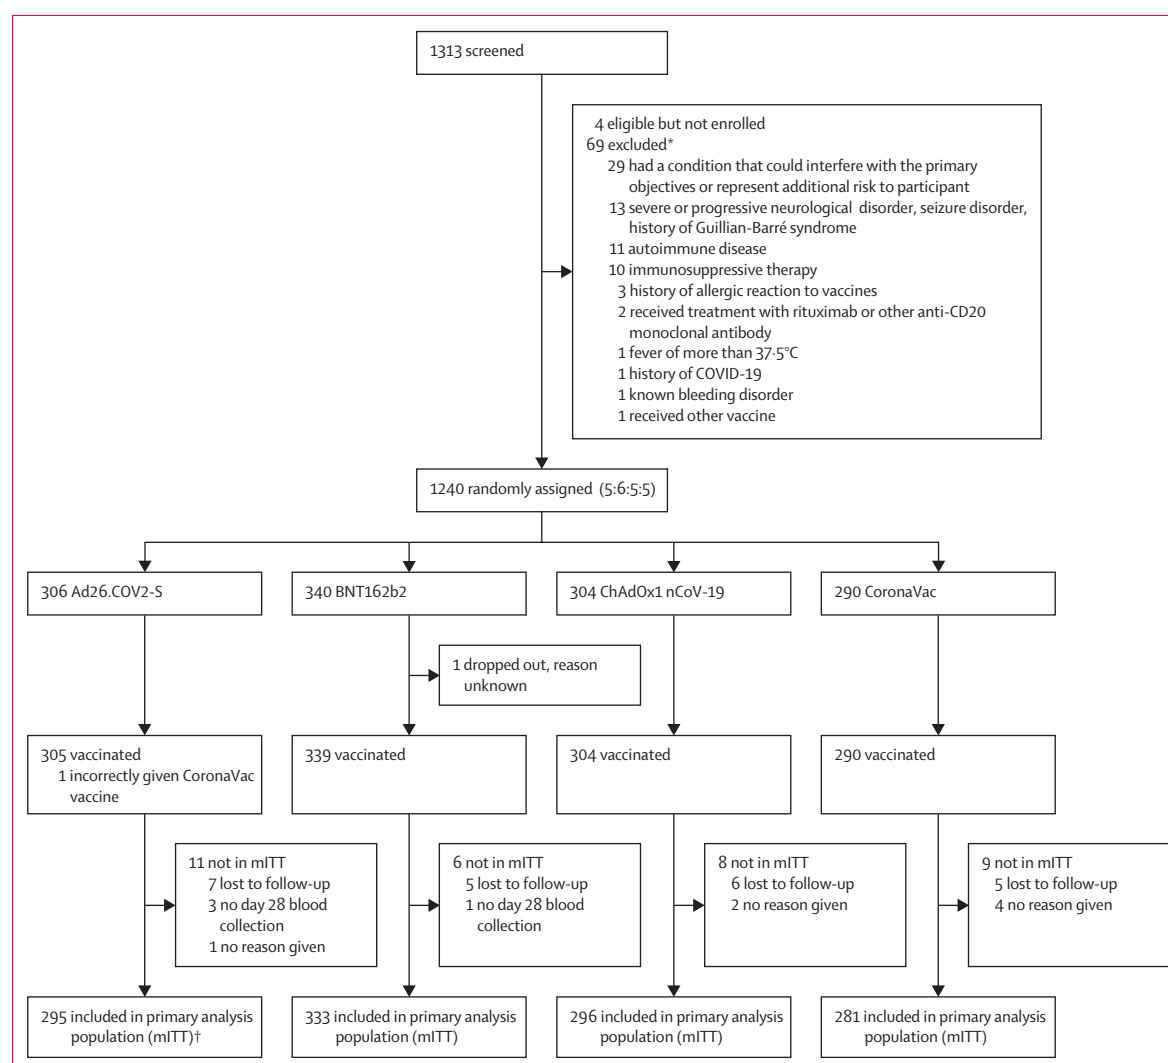 1313 screened
4 eligible but not enrolled
69 excluded*
29 had a condition that could interfere with the primary
objectives or represent additional risk to participant
13 severe or progressive neurological disorder, seizure disorder,
history of Guillian-Barré syndrome
11 autoimmune disease
10 immunosuppressive therapy
3 history of allergic reaction to vaccines
2 received treatment with rituximab or other anti-CD20
monoclonal antibody
1 fever of more than 37·5°C
1 history of COVID-19
1 known bleeding disorder
1 received other vaccine
1240 randomly assigned (5:6:5:5)
306 Ad26.COV2-S
340 BNT162b2
304 ChAdOx1 nCoV-19
290 CoronaVac
1 dropped out, reason
unknown
305 vaccinated
1 incorrectly given CoronaVac
vaccine
339 vaccinated
304 vaccinated
290 vaccinated
11 not in mITT
7 lost to follow-up
3 no day 28 blood
collection
1 no reason given
6 not in mITT
5 lost to follow-up
1 no day 28 blood
collection
8 not in mITT
6 lost to follow-up
2 no reason given
9 not in mITT
5 lost to follow-up
4 no reason given
295 included in primary analysis
population (mITT)†
333 included in primary analysis
population (mITT)
296 included in primary analysis
population (mITT)
281 included in primary analysis
population (mITT)